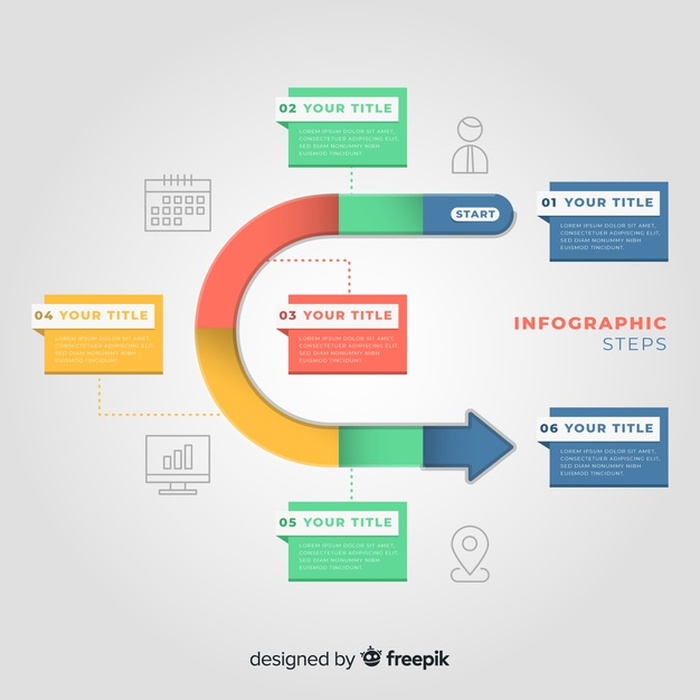 START
01 YOUR TITLE
LOREM IPSUM DOLOR SIT AMET,
CONSECTETUER ADIPISCING ELIT,
SED DIAM NONUMMY NIBH
EUISMOD TINCIDUNT.
02 YOUR TITLE
LOREM IPSUM DOLOR SIT AMET,
CONSECTETUER ADIPISCING ELIT,
SED DIAM NONUMMY NIBH
EUISMOD TINCIDUNT.
03 YOUR TITLE
LOREM IPSUM DOLOR SIT AMET,
CONSECTETUER ADIPISCING ELIT,
SED DIAM NONUMMY NIBH
EUISMOD TINCIDUNT.
04 YOUR TITLE
LOREM IPSUM DOLOR SIT AMET,
CONSECTETUER ADIPISCING ELIT,
SED DIAM NONUMMY NIBH
EUISMOD TINCIDUNT.
05 YOUR TITLE
LOREM IPSUM DOLOR SIT AMET,
CONSECTETUER ADIPISCING ELIT,
SED DIAM NONUMMY NIBH
EUISMOD TINCIDUNT.
06 YOUR TITLE
LOREM IPSUM DOLOR SIT AMET,
CONSECTETUER ADIPISCING ELIT,
SED DIAM NONUMMY NIBH
EUISMOD TINCIDUNT.
INFOGRAPHIC
STEPS
designed by freepik